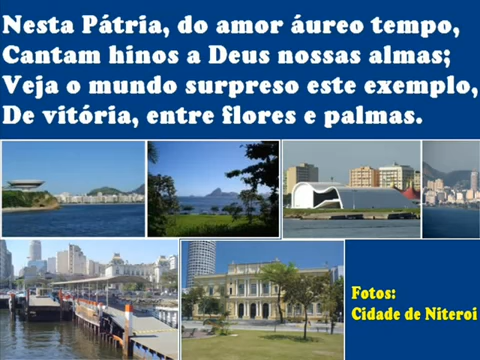 Nesta Pátria, do amor áureo tempo,
Cantam hinos a Deus nossas almas;
Veja o mundo surpreso este exemplo,
De vitória, entre flores e palmas.
Fotos:
Cidade de Niteroi